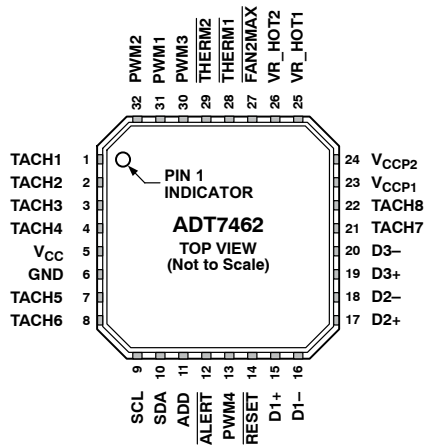 PWM2
PWM1
PWM3
THERM2
THERM1
FAN2MAX
VR_HOT2
VR_HOT1
32
31
30
29
28
27
26
25
TACH1 1
TACH2 2
TACH3 3
TACH4 4
VCC 5
GND 6
TACH5 7
TACH6 8
PIN 1
INDICATOR
ADT7462
TOP VIEW
(Not to Scale)
24 VCCP2
23 VCCP1
22 TACH8
21 TACH7
20 D3–
19 D3+
18 D2–
17 D2+
9
10
11
12
13
14
15
16
SCL
SDA
ADD
ALERT
PWM4
RESET
D1+
D1–